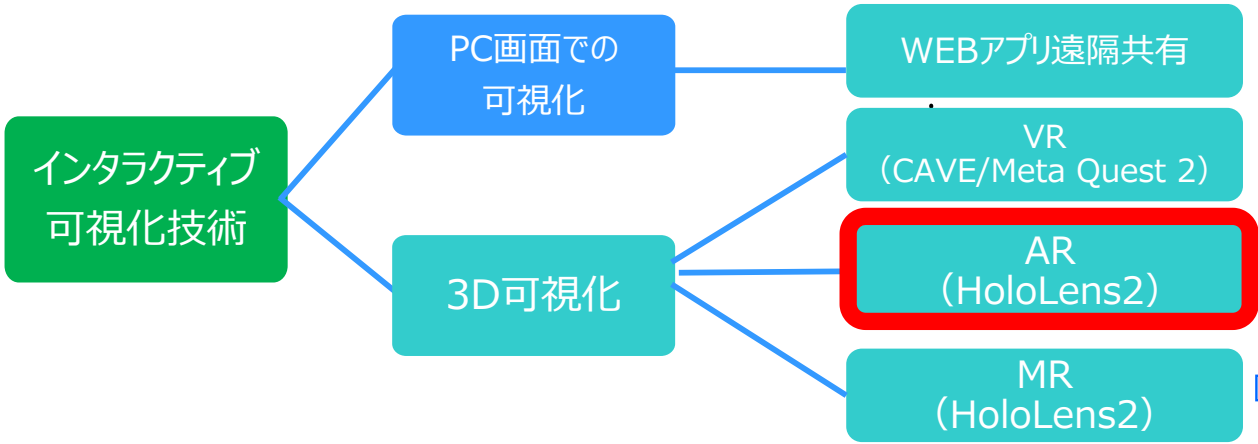 インタラクティブ
可視化技術
PC画面での
可視化
3D可視化
WEBアプリ遠隔共有
VR
（CAVE/Meta Quest 2）
AR
（HoloLens2）
MR
（HoloLens2）